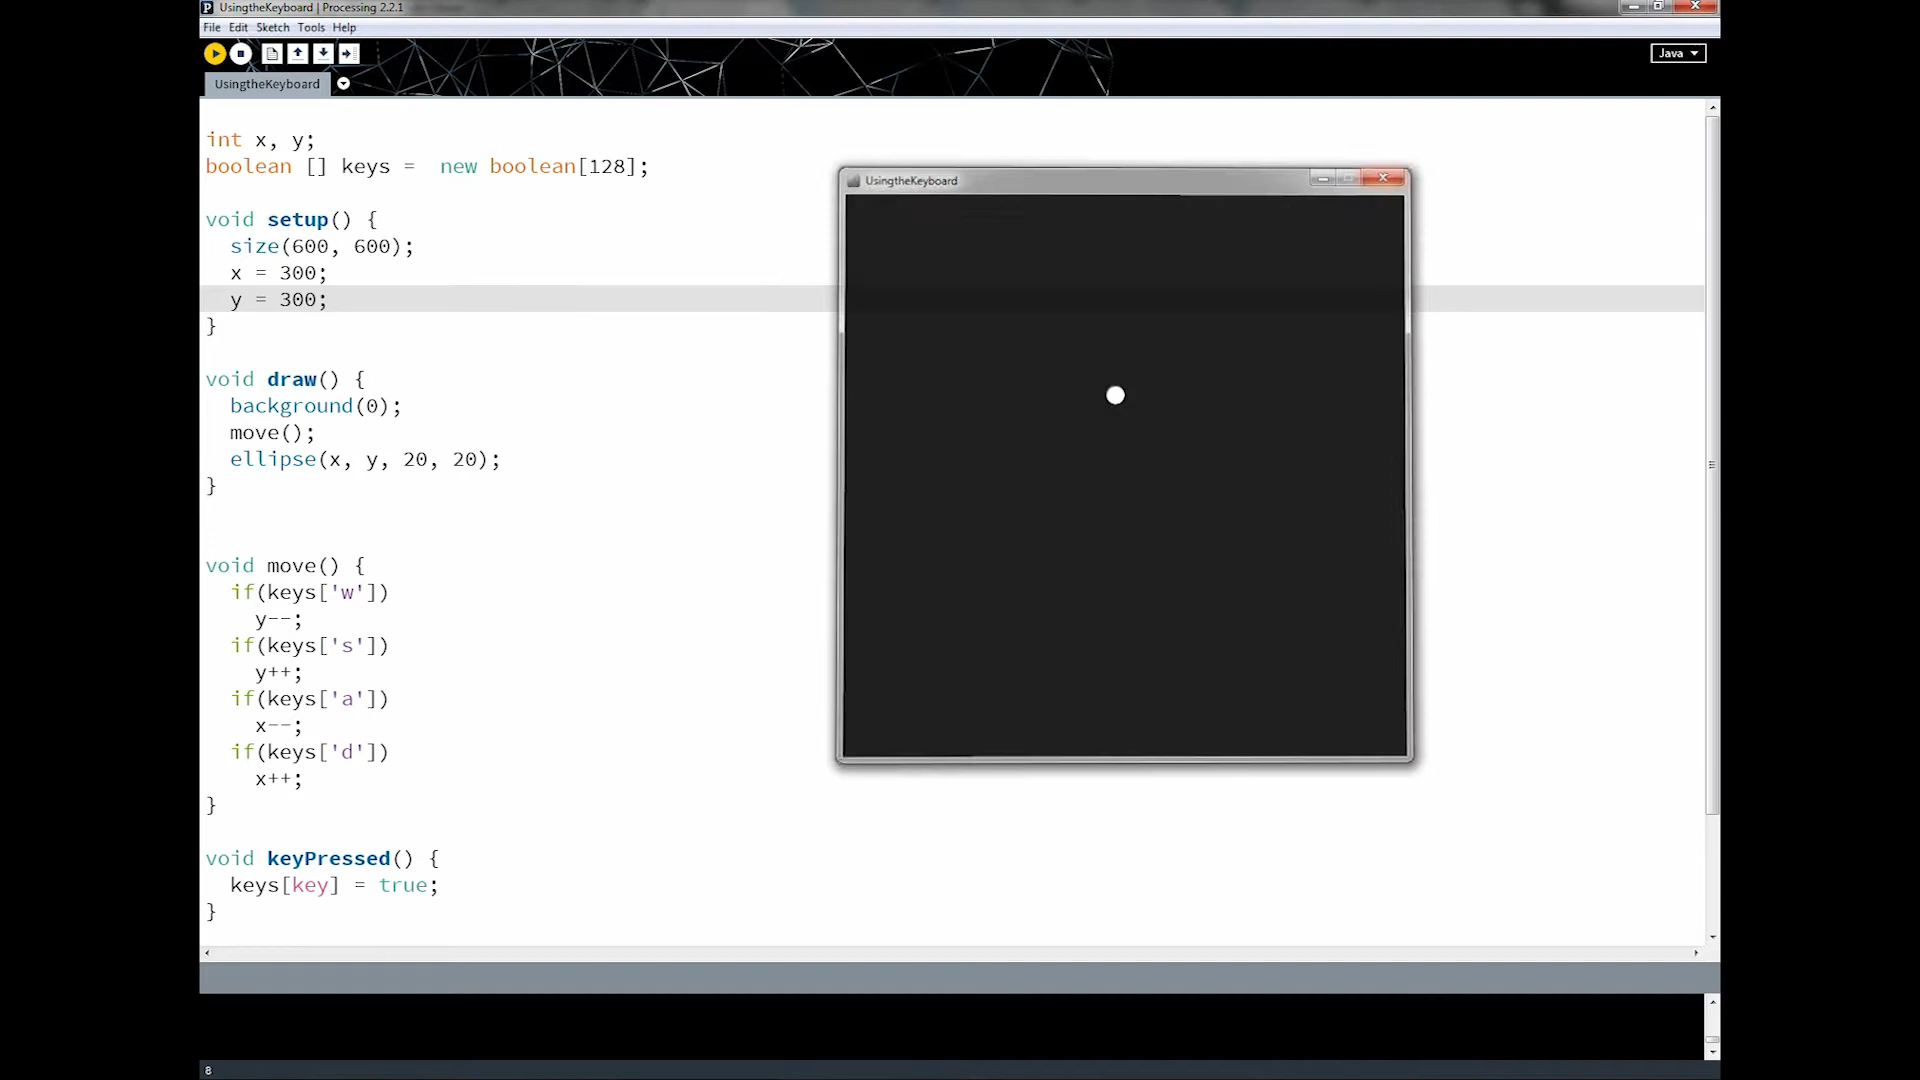 UsingtheKeyboard | Processing 2.2.1
File Edit Sketch Tools Help
Java
UsingtheKeyboard
int x, y;
boolean [] keys =  new boolean[128];
void setup() {
  size(600, 600);
  x = 300;
  y = 300;
}
void draw() {
  background(0);
  move();
  ellipse(x, y, 20, 20);
}
void move() {
  if(keys['w'])
    y--;
  if(keys['s'])
    y++;
  if(keys['a'])
    x--;
  if(keys['d'])
    x++;
}
void keyPressed() {
  keys[key] = true;
}
UsingtheKeyboard
8